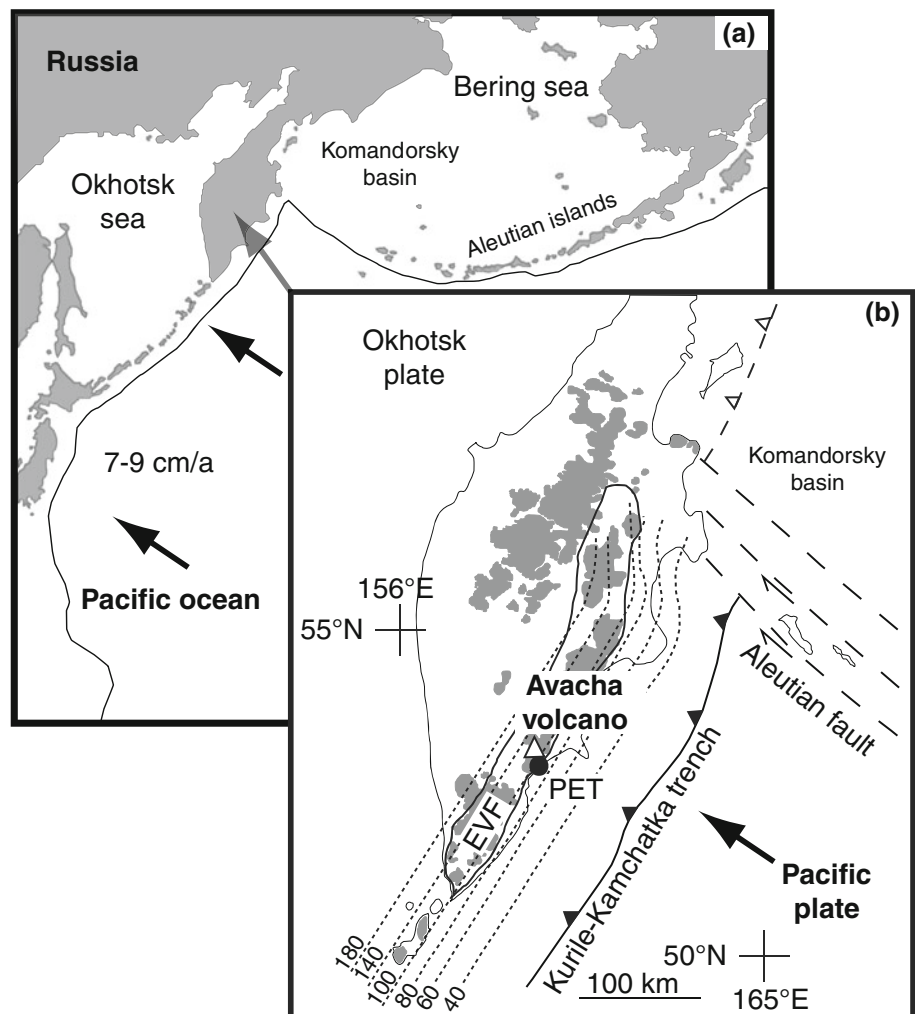 (a)
Russia
Bering sea
Komandorsky
basin
Okhotsk
sea
Aleutian islands
7-9 cm/a
Pacific ocean
(b)
Okhotsk
plate
Komandorsky
basin
156°E
55°N
Avacha
volcano
Aleutian fault
PET
EVF
Kurile-Kamchatka trench
Pacific
plate
180
140
100
80
60
40
50°N
165°E
100 km